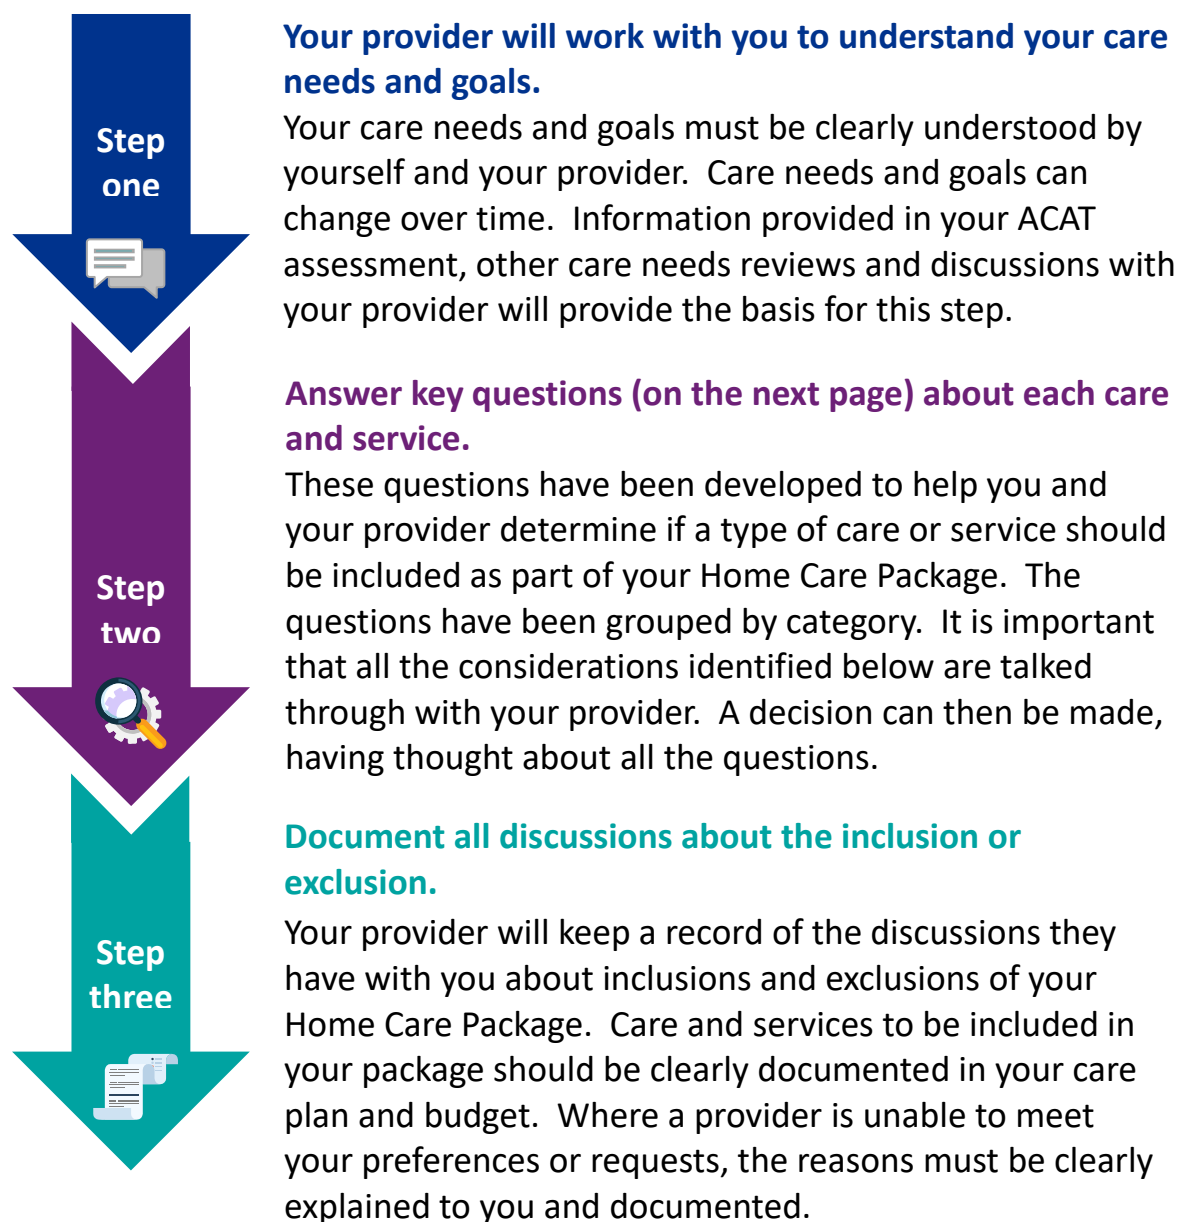 Step
one
Your provider will work with you to understand your care
needs and goals.
Your care needs and goals must be clearly understood by
yourself and your provider.  Care needs and goals can
change over time.  Information provided in your ACAT
assessment, other care needs reviews and discussions with
your provider will provide the basis for this step.
Step
two
Answer key questions (on the next page) about each care
and service.
These questions have been developed to help you and
your provider determine if a type of care or service should
be included as part of your Home Care Package.  The
questions have been grouped by category.  It is important
that all the considerations identified below are talked
through with your provider.  A decision can then be made,
having thought about all the questions.
Step
three
Document all discussions about the inclusion or
exclusion.
Your provider will keep a record of the discussions they
have with you about inclusions and exclusions of your
Home Care Package.  Care and services to be included in
your package should be clearly documented in your care
plan and budget.  Where a provider is unable to meet
your preferences or requests, the reasons must be clearly
explained to you and documented.